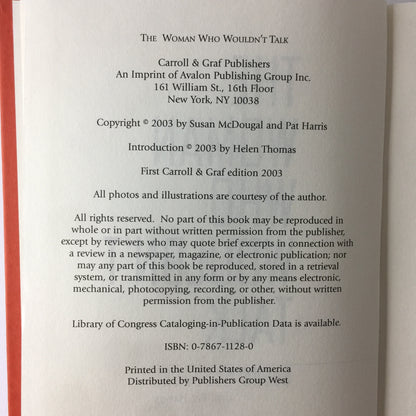 The Woman Who Wouldn't Talk
Carroll & Graf Publishers
An Imprint of Avalon Publishing Group Inc.
161 William St., 16th Floor
New York, NY 10038
Copyright © 2003 by Susan McDougal and Pat Harris
Introduction © 2003 by Helen Thomas
First Carroll & Graf edition 2003
All photos and illustrations are courtesy of the author.
All rights reserved. No part of this book may be reproduced in
whole or in part without written permission from the publisher,
except by reviewers who may quote brief excerpts in connection with
a review in a newspaper, magazine, or electronic publication; nor
may any part of this book be reproduced, stored in a retrieval
system, or transmitted in any form or by any means electronic,
mechanical, photocopying, recording, or other, without written
permission from the publisher.
Library of Congress Cataloging-in-Publication Data is available.
ISBN: 0-7867-1128-0
Printed in the United States of America
Distributed by Publishers Group West